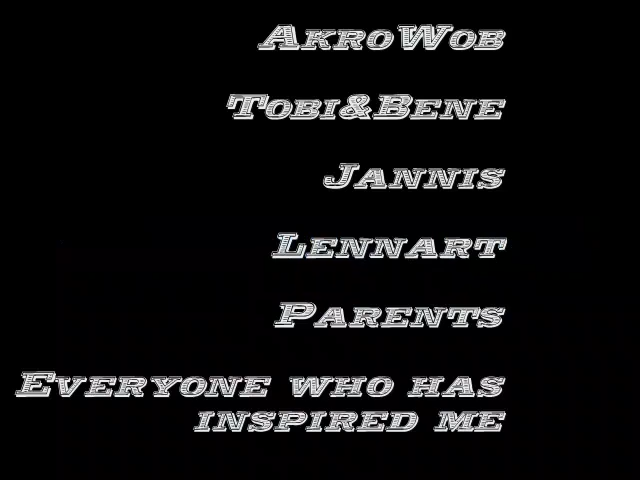 AkroWob
Tobi&Bene
Jannis
Lennart
Parents
Everyone who has
inspired me